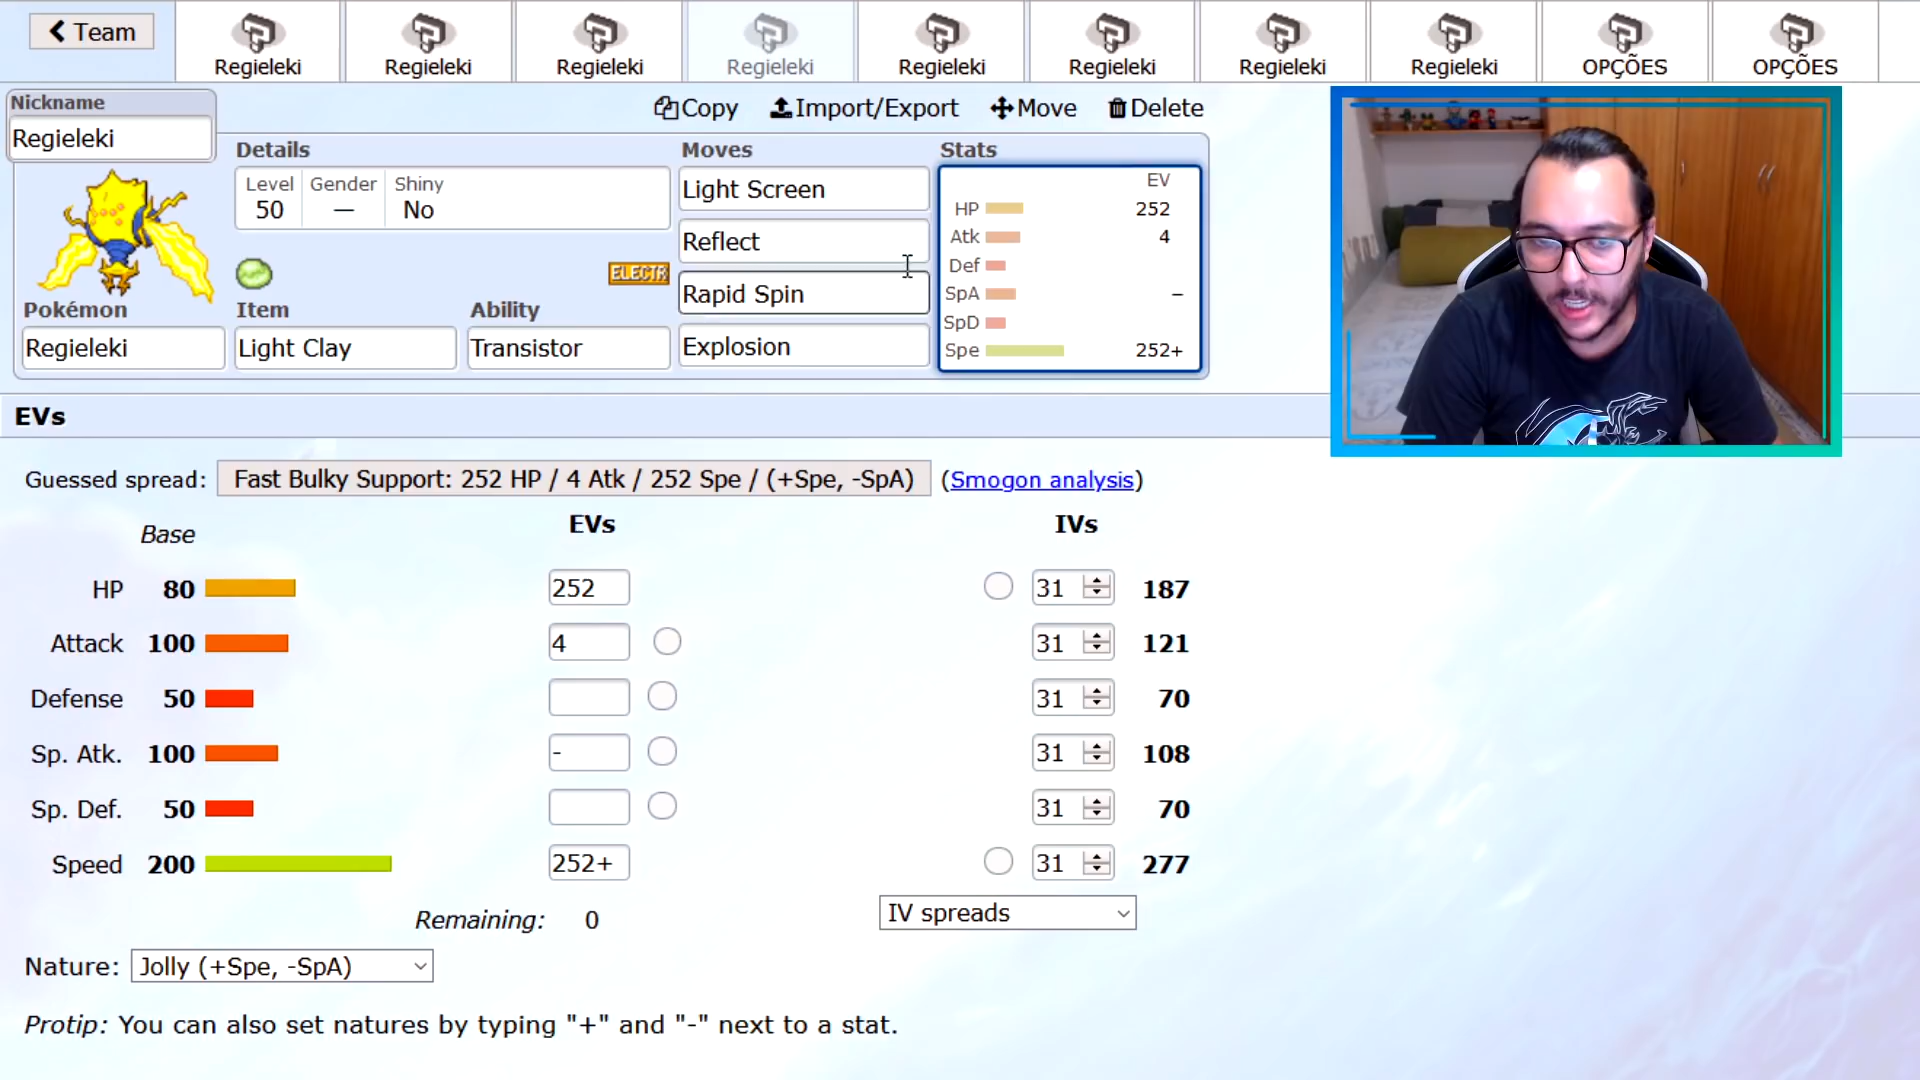 Team
Regieleki
Regieleki
Regieleki
Regieleki
Regieleki
Regieleki
Regieleki
Regieleki
OPÇÕES
OPÇÕES
Nickname
Regieleki
Copy
Import/Export
Move
Delete
Details
Level
50
Gender
—
Shiny
No
ELECTR
Pokémon
Regieleki
Item
Light Clay
Ability
Transistor
Moves
Light Screen
Reflect
Rapid Spin
Explosion
Stats
EV
HP 252
Atk 4
Def
SpA –
SpD
Spe 252+
EVs
Guessed spread: Fast Bulky Support: 252 HP / 4 Atk / 252 Spe / (+Spe, -SpA) (Smogon analysis)
Base EVs IVs
HP 80 252 31 187
Attack 100 4 31 121
Defense 50 31 70
Sp. Atk. 100 - 31 108
Sp. Def. 50 31 70
Speed 200 252+ 31 277
Remaining: 0
IV spreads
Nature: Jolly (+Spe, -SpA)
Protip: You can also set natures by typing "+" and "-" next to a stat.